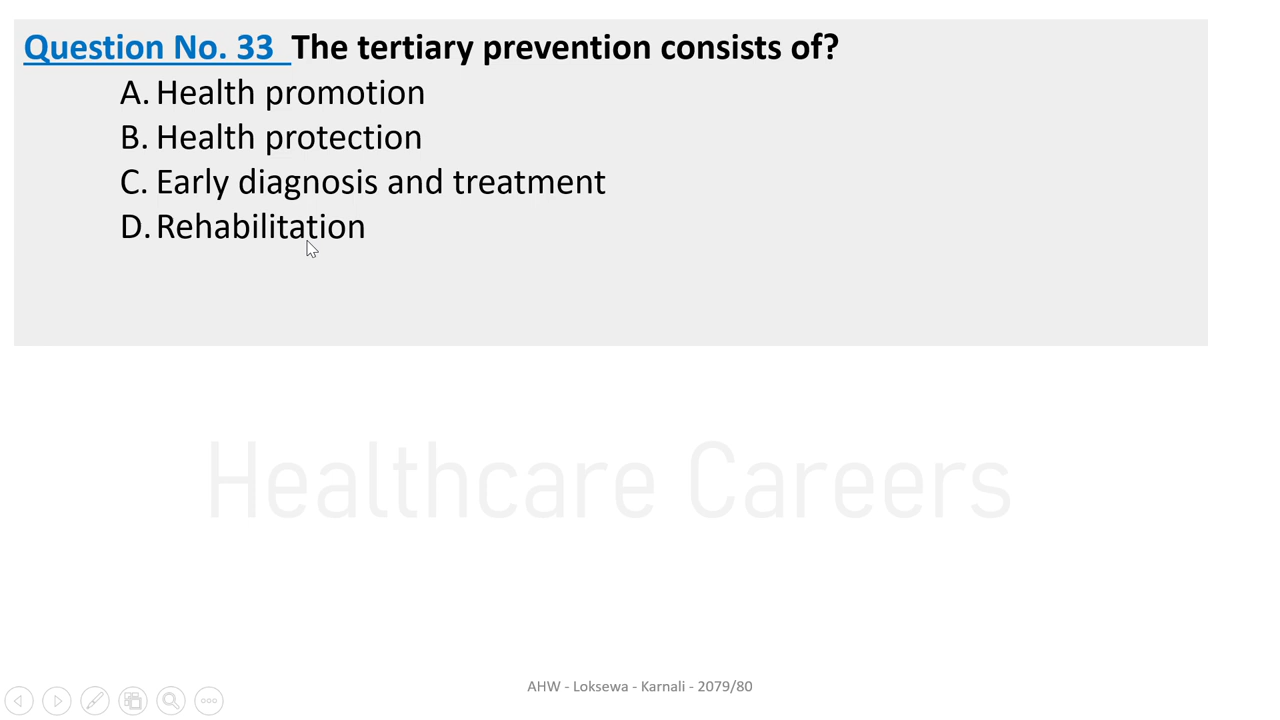 Question No. 33 The tertiary prevention consists of?
A. Health promotion
B. Health protection
C. Early diagnosis and treatment
D. Rehabilitation
Healthcare Careers
AHW - Loksewa - Karnali - 2079/80